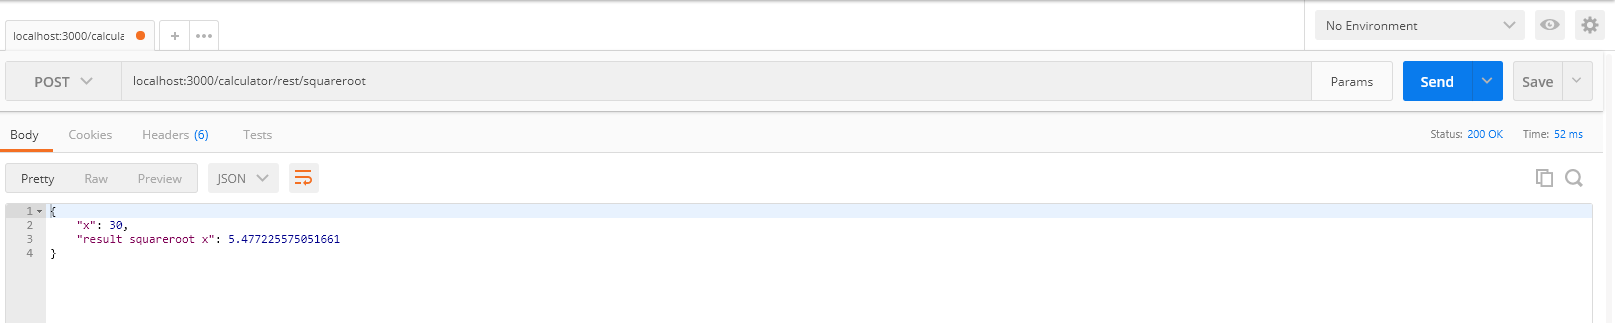 No Environment
localhost:3000/calcula
POST localhost:3000/calculator/rest/squareroot Params Send Save
Body Cookies Headers (6) Tests Status: 200 OK Time: 52 ms
Pretty Raw Preview JSON
1 {
2 "x": 30,
3 "result squareroot x": 5.477225575051661
4 }